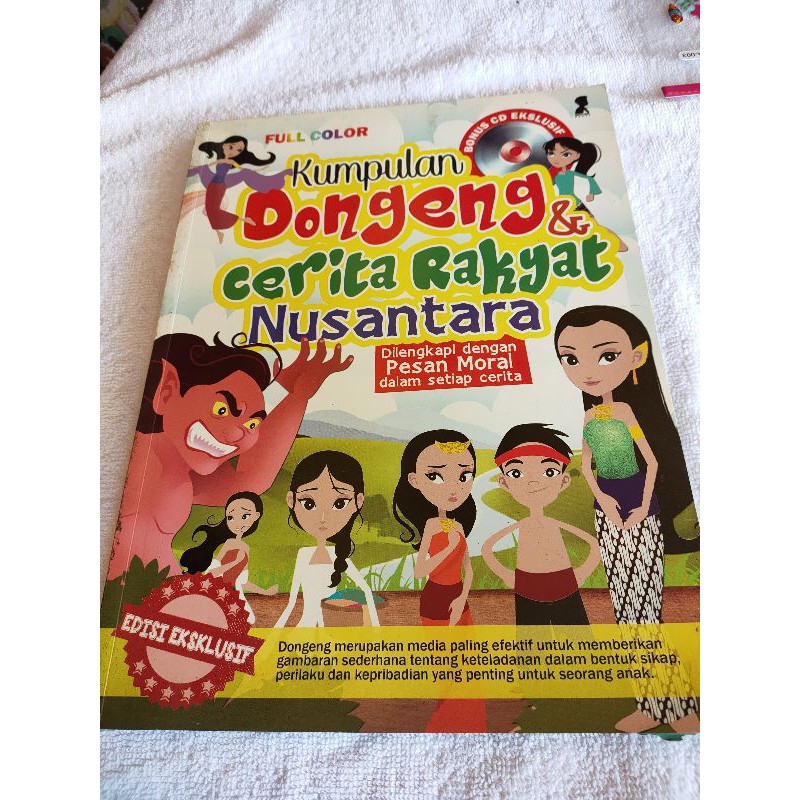 FULL COLOR
BONUS CD EKSLUSIF
Kumpulan
Dongeng &
cerita Rakyat
Nusantara
Dilengkapi dengan
Pesan Moral
dalam setiap cerita
EDISI EKSKLUSIF
Dongeng merupakan media paling efektif untuk memberikan
gambaran sederhana tentang keteladanan dalam bentuk sikap,
perilaku dan kepribadian yang penting untuk seorang anak.